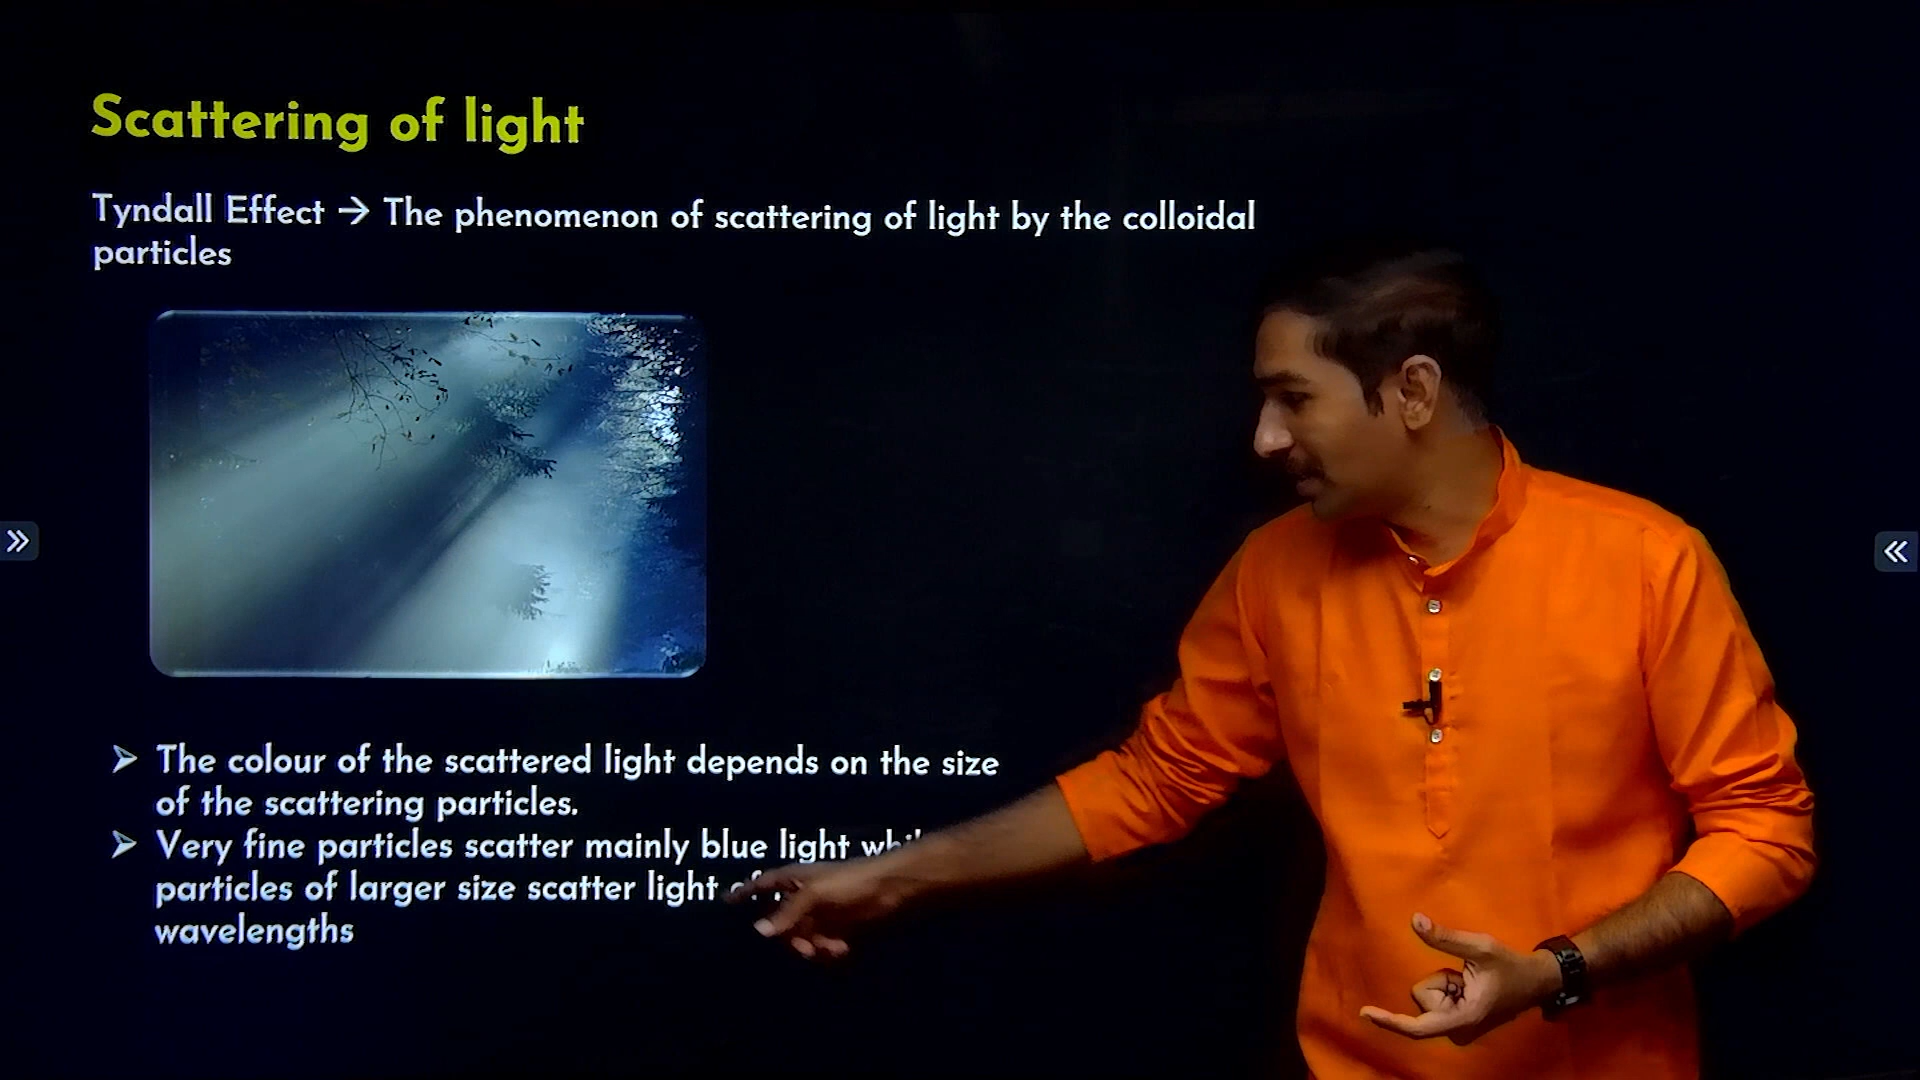 Scattering of light
Tyndall Effect → The phenomenon of scattering of light by the colloidal
particles
➢ The colour of the scattered light depends on the size
of the scattering particles.
➢ Very fine particles scatter mainly blue light
particles of larger size scatter light of
wavelengths